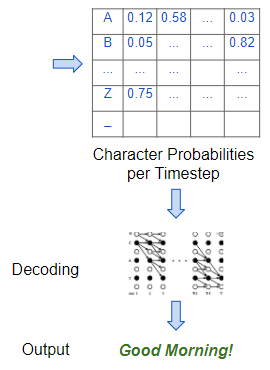 A 0.12 0.58 ... 0.03
B 0.05 ... ... 0.82
... ... ... ...
Z 0.75 ... ...
_
Character Probabilities
per Timestep
Decoding
Output
Good Morning!